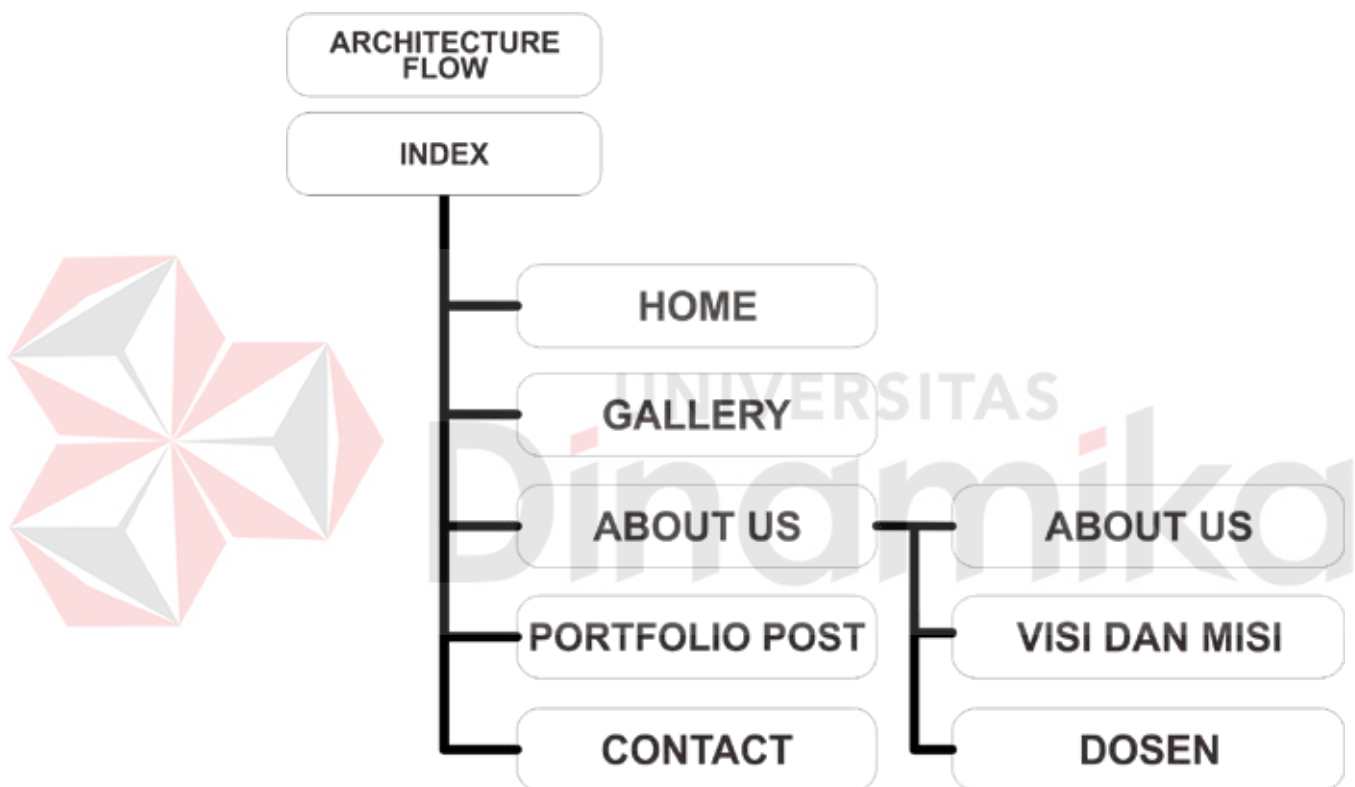 ARCHITECTURE
FLOW
INDEX
HOME
GALLERY
ABOUT US
PORTFOLIO POST
CONTACT
ABOUT US
VISI DAN MISI
DOSEN
UNIVERSITAS
Dinamika